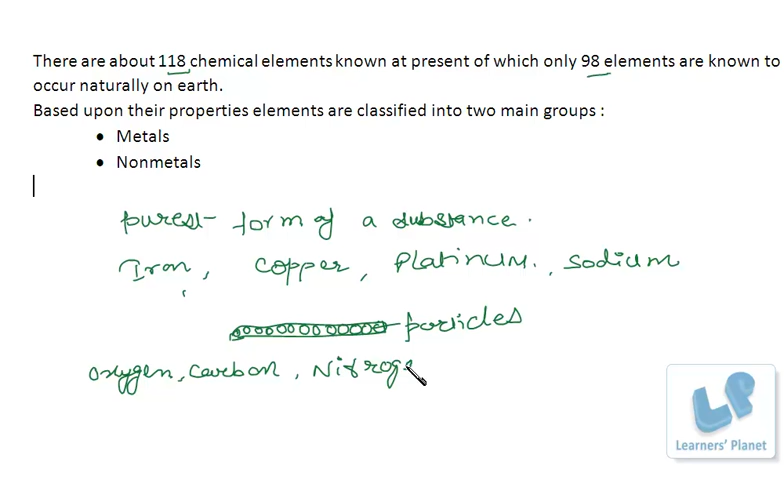 There are about 118 chemical elements known at present of which only 98 elements are known to
occur naturally on earth.
Based upon their properties elements are classified into two main groups :
• Metals
• Nonmetals
purest form of a substance.
Iron, copper, Platinum, sodium
particles
oxygen, carbon, Nitroge
LP
Learners' Planet